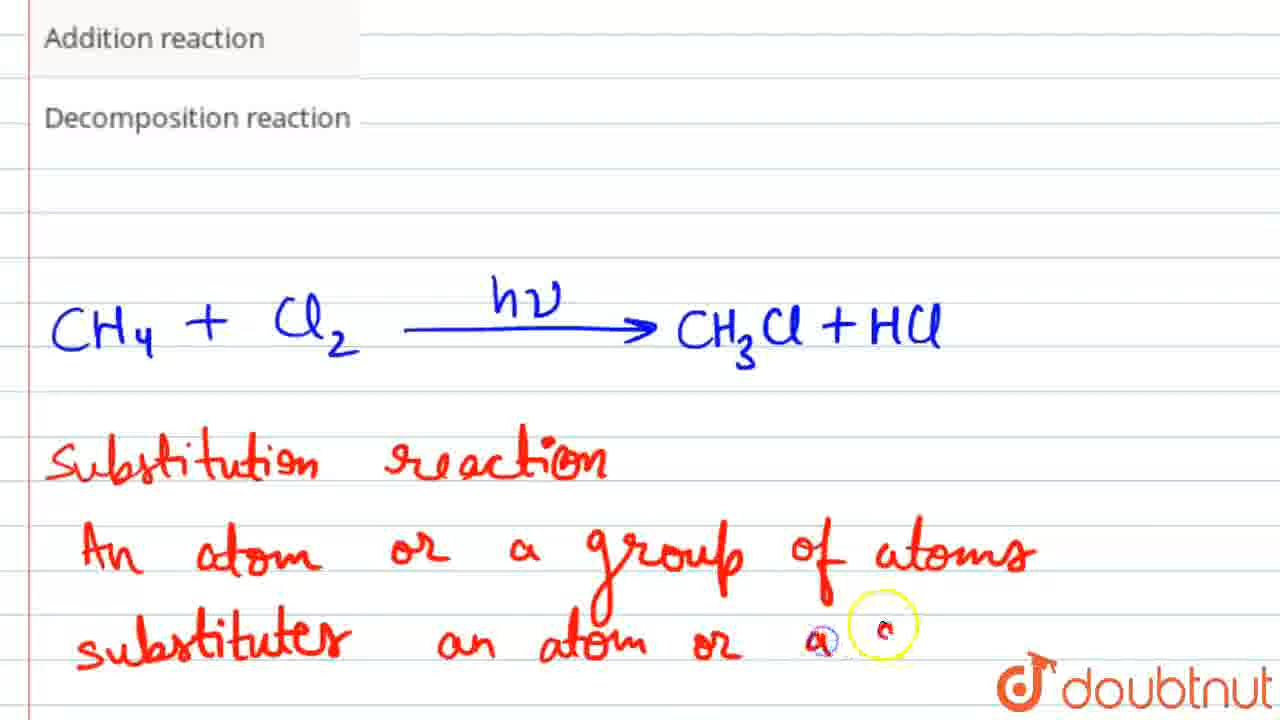 Addition reaction
Decomposition reaction
CH4 + Cl2 hν → CH3Cl + HCl
Substitution reaction
An atom or a group of atoms
substitutes an atom or a
doubtnut